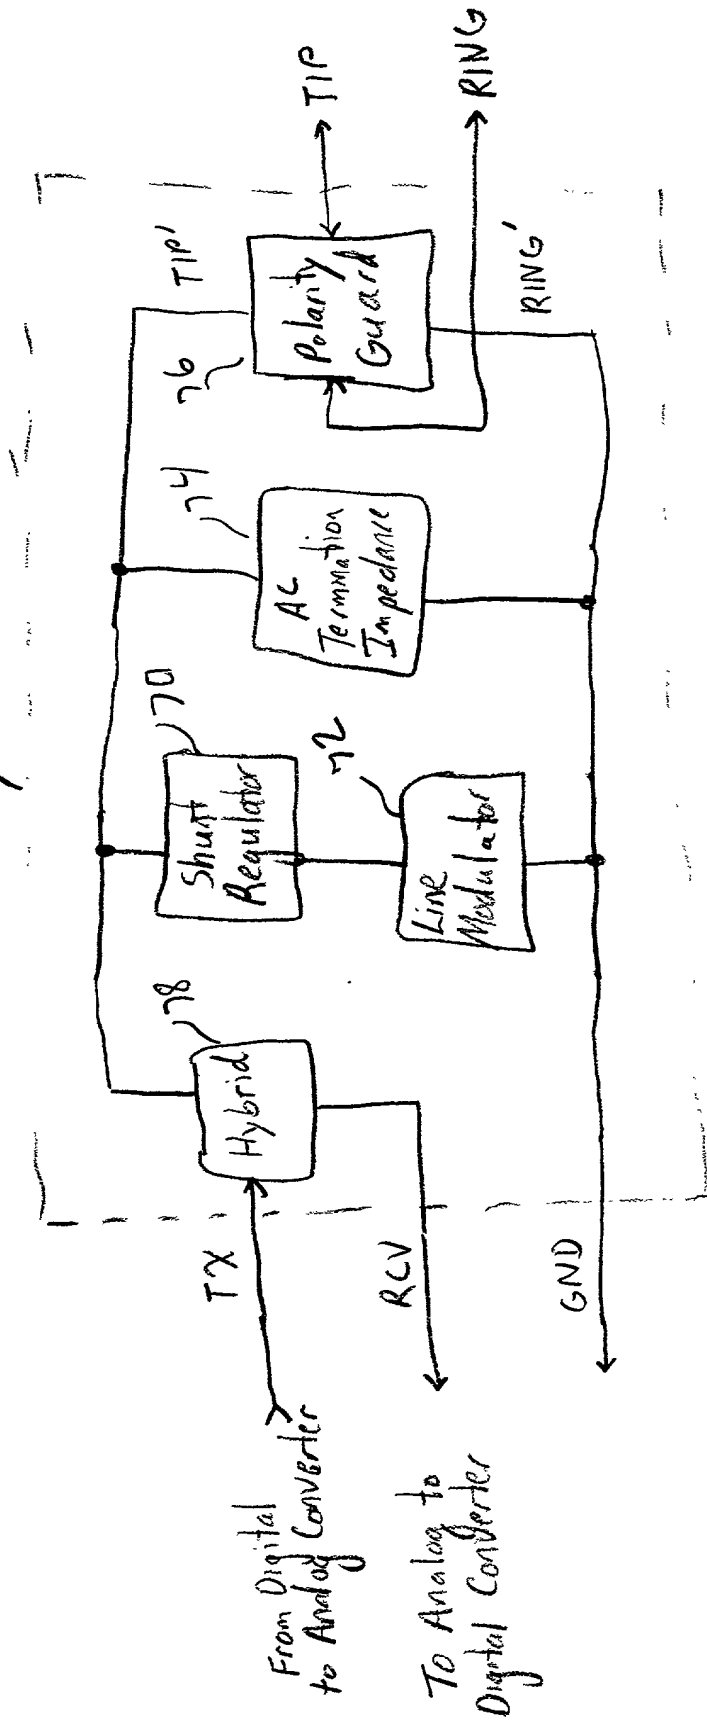 From Digital
to Analog Converter
TX
To Analog to
Digital Converter
RCV
GND
78
Hybrid
70
Shunt
Regulator
72
Line
Modulator
74
AC
Termination
Impedance
76
Polarity
Guard
TIP'
RING'
TIP
RING